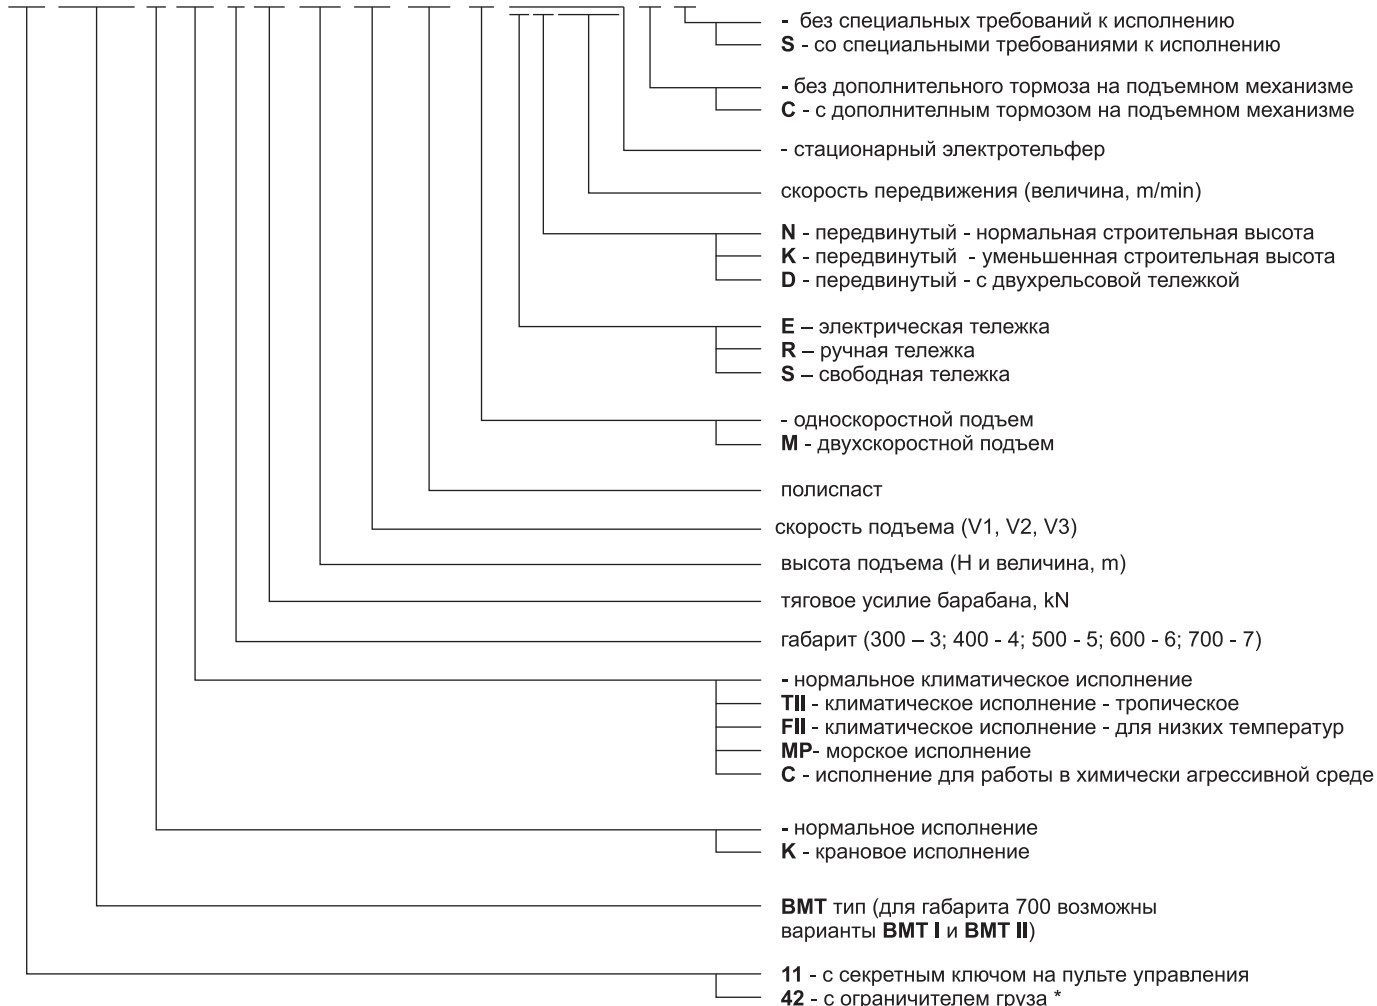 - без специальных требований к исполнению
S - со специальными требованиями к исполнению
- без дополнительного тормоза на подъемном механизме
C - с дополнителным тормозом на подъемном механизме
- стационарный электротельфер
скорость передвижения (величина, m/min)
N - передвинутый - нормальная строительная высота
K - передвинутый - уменьшенная строительная высота
D - передвинутый - с двухрельсовой тележкой
E – электрическая тележка
R – ручная тележка
S – свободная тележка
- односкоростной подъем
M - двухскоростной подъем
полиспаст
скорость подъема (V1, V2, V3)
высота подъема (H и величина, m)
тяговое усилие барабана, kN
габарит (300 – 3; 400 - 4; 500 - 5; 600 - 6; 700 - 7)
- нормальное климатическое исполнение
TII - климатическое исполнение - тропическое
FII - климатическое исполнение - для низких температур
MP- морское исполнение
C - исполнение для работы в химически агрессивной среде
- нормальное исполнение
K - крановое исполнение
BMT тип (для габарита 700 возможны
варианты BMT I и BMT II)
11 - с секретным ключом на пульте управления
42 - с ограничителем груза *